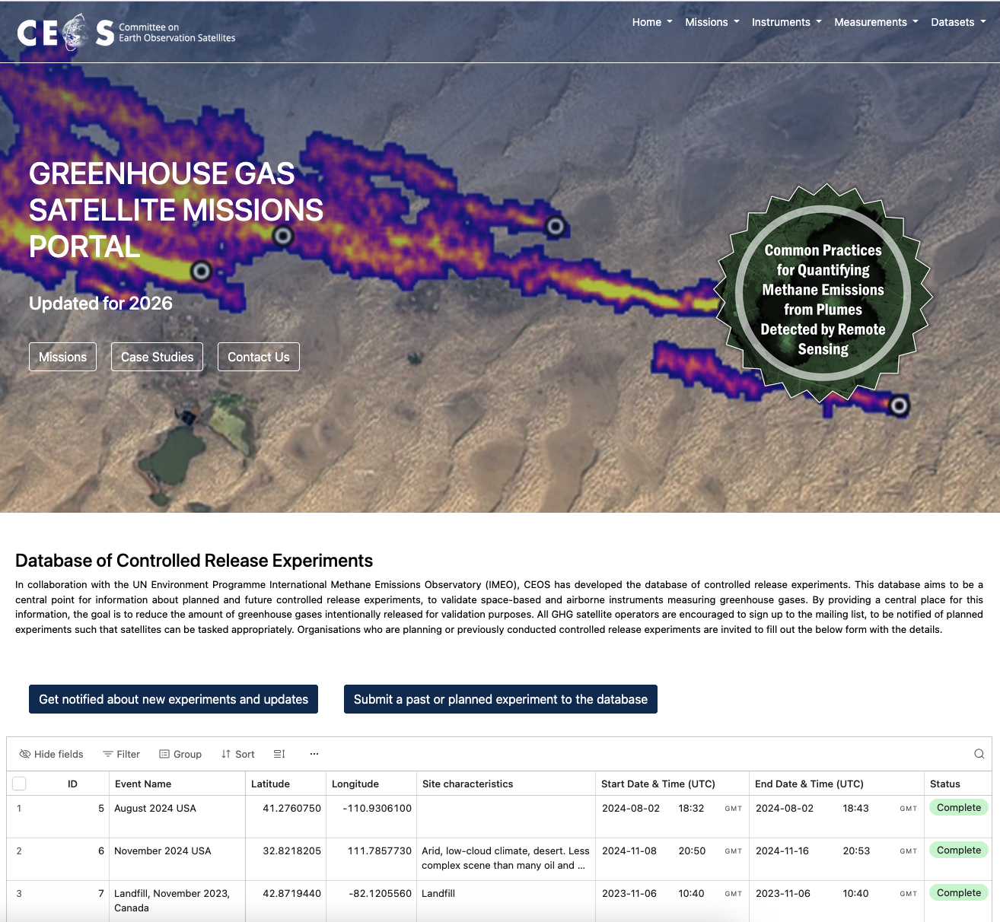 CEOS Committee on
Earth Observation Satellites
Home Missions Instruments Measurements Datasets
GREENHOUSE GAS
SATELLITE MISSIONS
PORTAL
Updated for 2026
Missions Case Studies Contact Us
Common Practices
for Quantifying
Methane Emissions
from Plumes
Detected by Remote
Sensing
Database of Controlled Release Experiments
In collaboration with the UN Environment Programme International Methane Emissions Observatory (IMEO), CEOS has developed the database of controlled release experiments. This database aims to be a
central point for information about planned and future controlled release experiments, to validate space-based and airborne instruments measuring greenhouse gases. By providing a central place for this
information, the goal is to reduce the amount of greenhouse gases intentionally released for validation purposes. All GHG satellite operators are encouraged to sign up to the mailing list, to be notified of planned
experiments such that satellites can be tasked appropriately. Organisations who are planning or previously conducted controlled release experiments are invited to fill out the below form with the details.
Get notified about new experiments and updates Submit a past or planned experiment to the database
Hide fields Filter Group Sort ...
ID Event Name Latitude Longitude Site characteristics Start Date & Time (UTC) End Date & Time (UTC) Status
1 5 August 2024 USA 41.2760750 -110.9306100 2024-08-02 18:32 GMT 2024-08-02 18:43 GMT Complete
2 6 November 2024 USA 32.8218205 111.7857730 Arid, low-cloud climate, desert. Less 2024-11-08 20:50 GMT 2024-11-16 20:53 GMT Complete
complex scene than many oil and ...
3 7 Landfill, November 2023, 42.8719440 -82.1205560 Landfill 2023-11-06 10:40 GMT 2023-11-06 10:40 GMT Complete
Canada